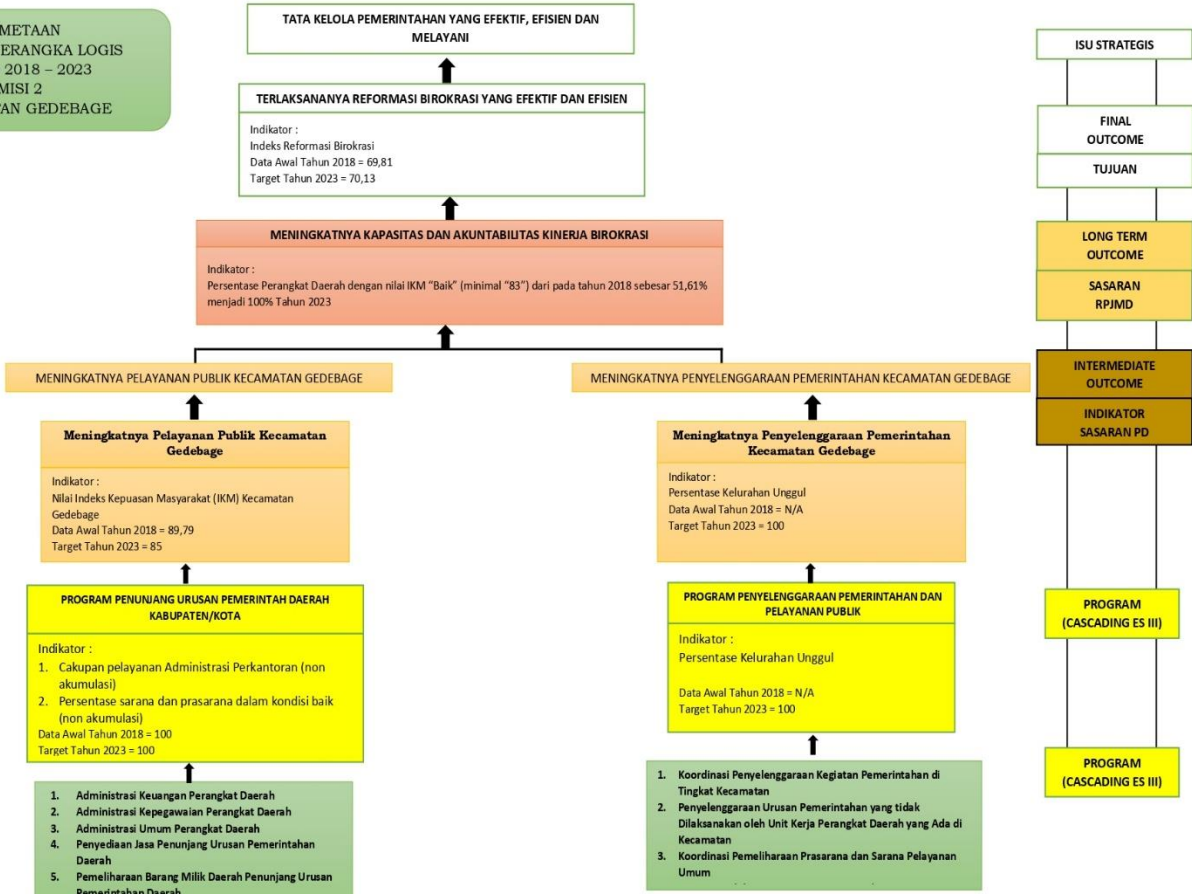 METAAN
ERANGKA LOGIS
2018 – 2023
MISI 2
AN GEDEBAGE
TATA KELOLA PEMERINTAHAN YANG EFEKTIF, EFISIEN DAN
MELAYANI
TERLAKSANANYA REFORMASI BIROKRASI YANG EFEKTIF DAN EFISIEN
Indikator :
Indeks Reformasi Birokrasi
Data Awal Tahun 2018 = 69,81
Target Tahun 2023 = 70,13
MENINGKATNYA KAPASITAS DAN AKUNTABILITAS KINERJA BIROKRASI
Indikator :
Persentase Perangkat Daerah dengan nilai IKM “Baik” (minimal “83”) dari pada tahun 2018 sebesar 51,61%
menjadi 100% Tahun 2023
MENINGKATNYA PELAYANAN PUBLIK KECAMATAN GEDEBAGE
Meningkatnya Pelayanan Publik Kecamatan
Gedebage
Indikator :
Nilai Indeks Kepuasan Masyarakat (IKM) Kecamatan
Gedebage
Data Awal Tahun 2018 = 89,79
Target Tahun 2023 = 85
PROGRAM PENUNJANG URUSAN PEMERINTAH DAERAH
KABUPATEN/KOTA
Indikator :
1. Cakupan pelayanan Administrasi Perkantoran (non
akumulasi)
2. Persentase sarana dan prasarana dalam kondisi baik
(non akumulasi)
Data Awal Tahun 2018 = 100
Target Tahun 2023 = 100
1. Administrasi Keuangan Perangkat Daerah
2. Administrasi Kepegawaian Perangkat Daerah
3. Administrasi Umum Perangkat Daerah
4. Penyediaan Jasa Penunjang Urusan Pemerintahan
Daerah
5. Pemeliharaan Barang Milik Daerah Penunjang Urusan
Pemerintahan Daerah
MENINGKATNYA PENYELENGGARAAN PEMERINTAHAN KECAMATAN GEDEBAGE
Meningkatnya Penyelenggaraan Pemerintahan
Kecamatan Gedebage
Indikator :
Persentase Kelurahan Unggul
Data Awal Tahun 2018 = N/A
Target Tahun 2023 = 100
PROGRAM PENYELENGGARAAN PEMERINTAHAN DAN
PELAYANAN PUBLIK
Indikator :
Persentase Kelurahan Unggul
Data Awal Tahun 2018 = N/A
Target Tahun 2023 = 100
1. Koordinasi Penyelenggaraan Kegiatan Pemerintahan di
Tingkat Kecamatan
2. Penyelenggaraan Urusan Pemerintahan yang tidak
Dilaksanakan oleh Unit Kerja Perangkat Daerah yang Ada di
Kecamatan
3. Koordinasi Pemeliharaan Prasarana dan Sarana Pelayanan
Umum
ISU STRATEGIS
FINAL
OUTCOME
TUJUAN
LONG TERM
OUTCOME
SASARAN
RPJMD
INTERMEDIATE
OUTCOME
INDIKATOR
SASARAN PD
PROGRAM
(CASCADING ES III)
PROGRAM
(CASCADING ES III)